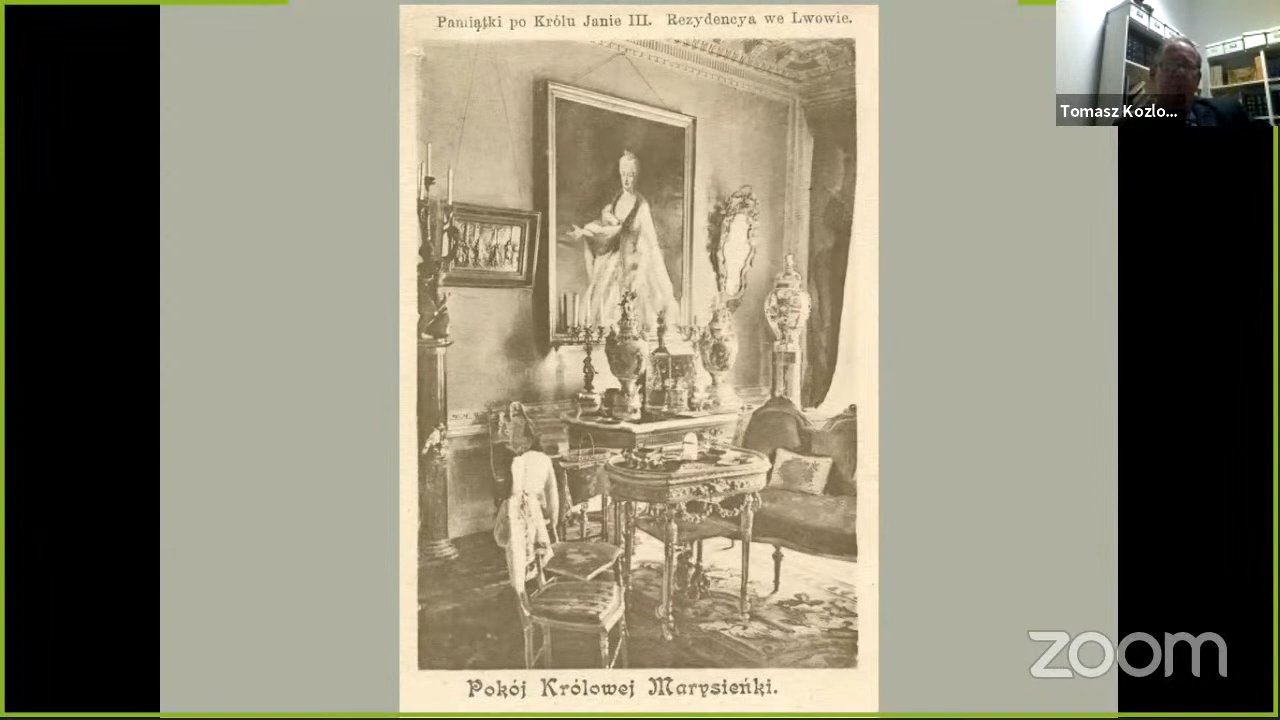 Pamiątki po Królu Janie III. Rezydencya we Lwowie.
Tomasz Kozlo...
zoom
Pokój Królowej Marysieńki.